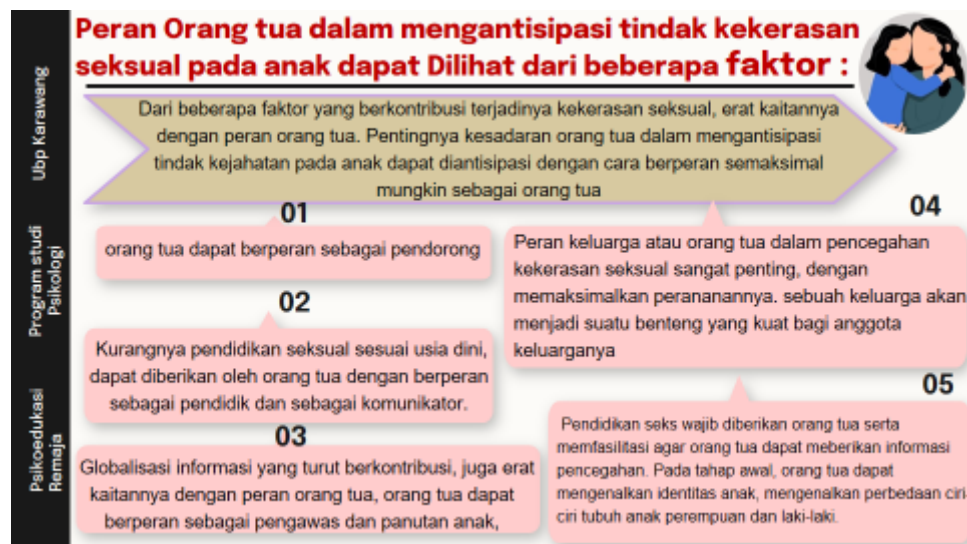 Peran Orang tua dalam mengantisipasi tindak kekerasan
seksual pada anak dapat Dilihat dari beberapa faktor :
Dari beberapa faktor yang berkontribusi terjadinya kekerasan seksual, erat kaitannya
dengan peran orang tua. Pentingnya kesadaran orang tua dalam mengantisipasi
tindak kejahatan pada anak dapat diantisipasi dengan cara berperan semaksimal
mungkin sebagai orang tua
01
orang tua dapat berperan sebagai pendorong
02
Kurangnya pendidikan seksual sesuai usia dini,
dapat diberikan oleh orang tua dengan berperan
sebagai pendidik dan sebagai komunikator.
03
Globalisasi informasi yang turut berkontribusi, juga erat
kaitannya dengan peran orang tua, orang tua dapat
berperan sebagai pengawas dan panutan anak,
04
Peran keluarga atau orang tua dalam pencegahan
kekerasan seksual sangat penting, dengan
memaksimalkan perananannya. sebuah keluarga akan
menjadi suatu benteng yang kuat bagi anggota
keluarganya
05
Pendidikan seks wajib diberikan orang tua serta
memfasilitasi agar orang tua dapat meberikan informasi
pencegahan. Pada tahap awal, orang tua dapat
mengenalkan identitas anak, mengenalkan perbedaan ciri-
ciri tubuh anak perempuan dan laki-laki.
Ubp Karawang
Program studi
Psikologi
Psikoedukasi
Remaja